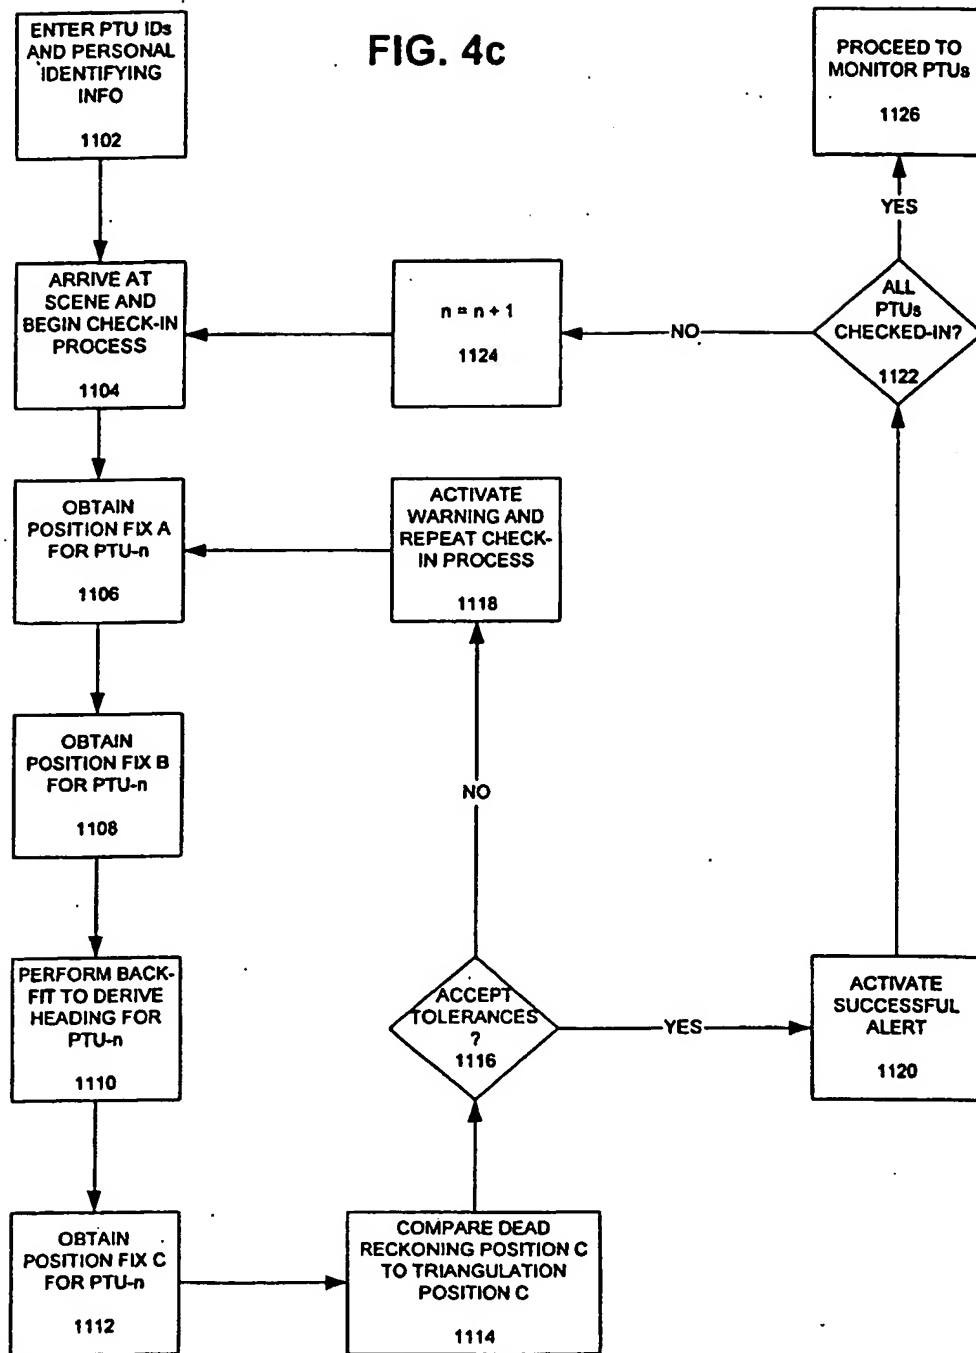 FIG. 4c
ENTER PTU IDs
AND PERSONAL
IDENTIFYING
INFO
1102
ARRIVE AT
SCENE AND
BEGIN CHECK-IN
PROCESS
1104
OBTAIN
POSITION FIX A
FOR PTU-n
1106
OBTAIN
POSITION FIX B
FOR PTU-n
1108
PERFORM BACK-
FIT TO DERIVE
HEADING FOR
PTU-n
1110
OBTAIN
POSITION FIX C
FOR PTU-n
1112
COMPARE DEAD
RECKONING POSITION C
TO TRIANGULATION
POSITION C
1114
ACCEPT
TOLERANCES
?
1116
NO
ACTIVATE
WARNING AND
REPEAT CHECK-
IN PROCESS
1118
YES
ACTIVATE
SUCCESSFUL
ALERT
1120
ALL
PTUs
CHECKED-IN?
1122
NO
n = n + 1
1124
YES
PROCEED TO
MONITOR PTUs
1126